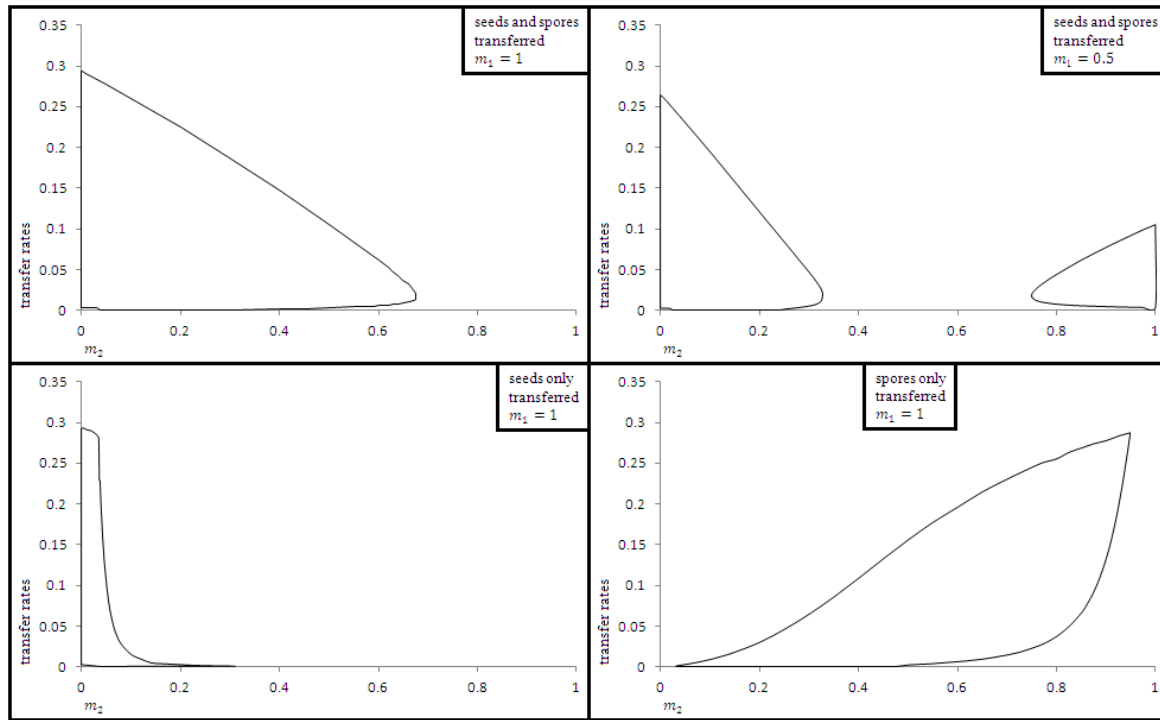 seeds and spores
transferred
m₁ = 1
0.35
0.3
0.25
0.2
0.15
0.1
0.05
0
transfer rates
0
0.2
0.4
0.6
0.8
1
m₂
seeds and spores
transferred
m₁ = 0.5
0.35
0.3
0.25
0.2
0.15
0.1
0.05
0
transfer rates
0
0.2
0.4
0.6
0.8
1
m₂
seeds only
transferred
m₁ = 1
0.35
0.3
0.25
0.2
0.15
0.1
0.05
0
transfer rates
0
0.2
0.4
0.6
0.8
1
m₂
spores only
transferred
m₁ = 1
0.35
0.3
0.25
0.2
0.15
0.1
0.05
0
transfer rates
0
0.2
0.4
0.6
0.8
1
m₂